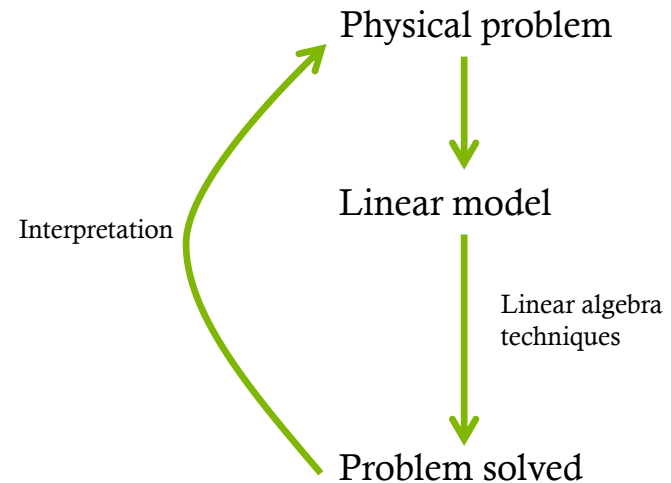 Physical problem
Linear model
Interpretation
Linear algebra
techniques
Problem solved